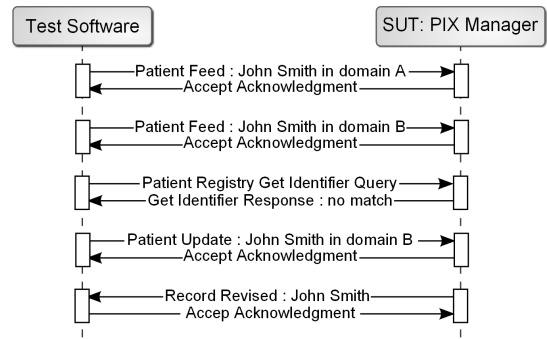 Test Software
SUT: PIX Manager
Patient Feed : John Smith in domain A
Accept Acknowledgment
Patient Feed : John Smith in domain B
Accept Acknowledgment
Patient Registry Get Identifier Query
Get Identifier Response : no match
Patient Update : John Smith in domain B
Accept Acknowledgment
Record Revised : John Smith
Accep Acknowledgment